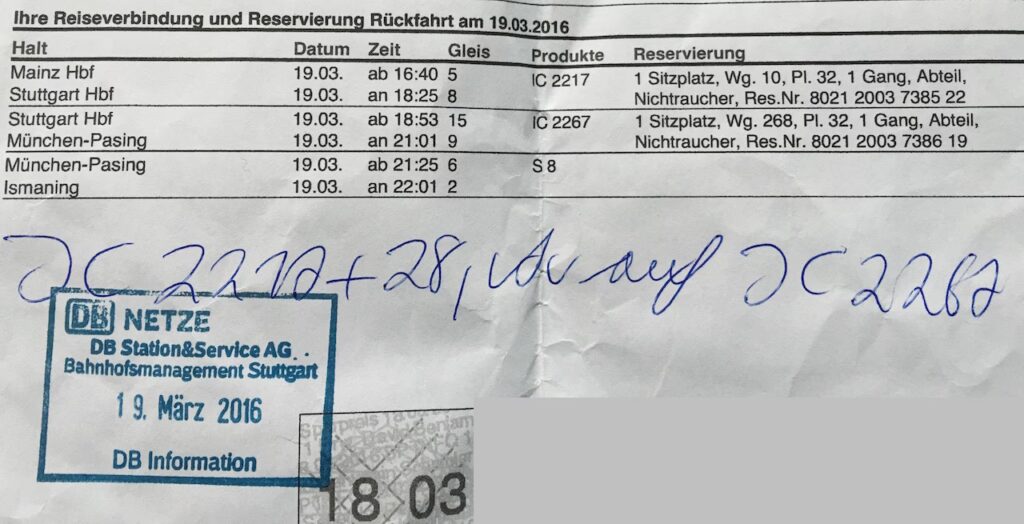 Ihre Reiseverbindung und Reservierung Rückfahrt am 19.03.2016
Halt Datum Zeit Gleis Produkte Reservierung
Mainz Hbf 19.03. ab 16:40 5 IC 2217 1 Sitzplatz, Wg. 10, Pl. 32, 1 Gang, Abteil,
Stuttgart Hbf 19.03. an 18:25 8 Nichtraucher, Res.Nr. 8021 2003 7385 22
Stuttgart Hbf 19.03. ab 18:53 15 IC 2267 1 Sitzplatz, Wg. 268, Pl. 32, 1 Gang, Abteil,
München-Pasing 19.03. an 21:01 9 Nichtraucher, Res.Nr. 8021 2003 7386 19
München-Pasing 19.03. ab 21:25 6 S 8
Ismaning 19.03. an 22:01 2
IC 2217 + 28, auf IC 2267
DB NETZE
DB Station&Service AG
Bahnhofsmanagement Stuttgart
19. März 2016
DB Information
18 03